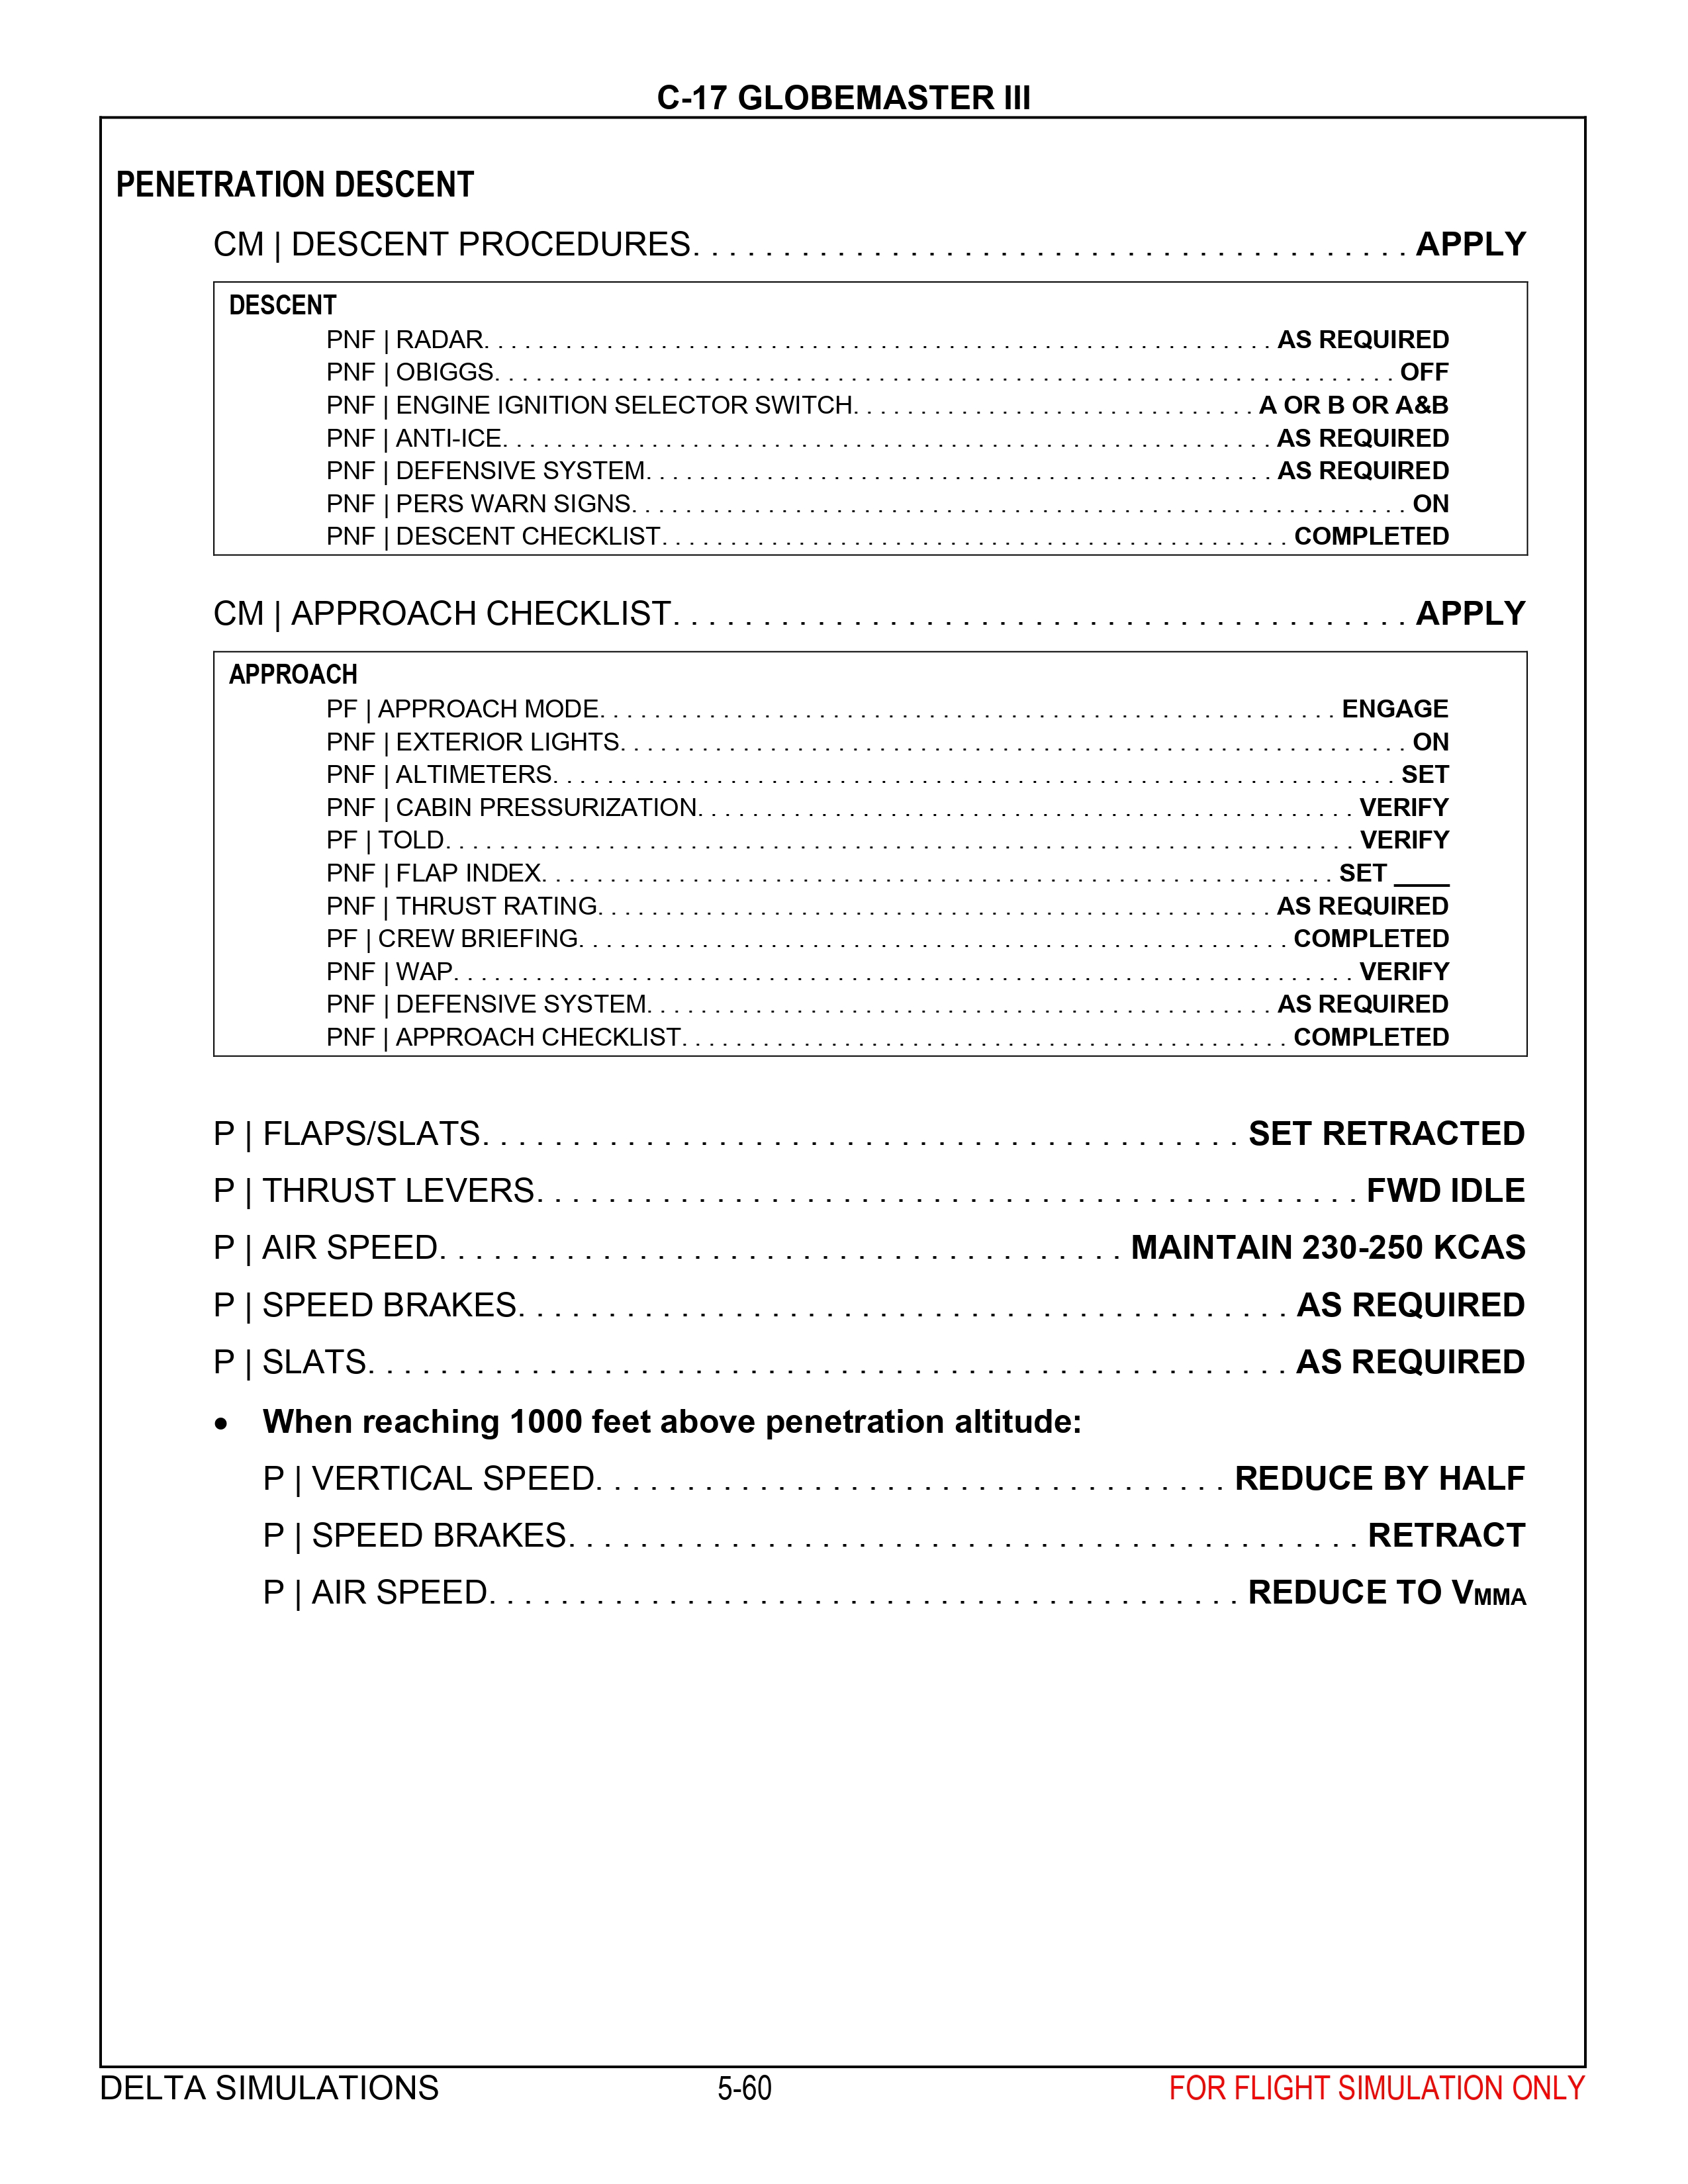 C-17 GLOBEMASTER III
PENETRATION DESCENT
CM | DESCENT PROCEDURES. . . . . . . . . . . . . . . . . . . . . . . . . . . . . . . . . . . . . . . APPLY
DESCENT
PNF | RADAR. . . . . . . . . . . . . . . . . . . . . . . . . . . . . . . . . . . . . . . . . . . . . . . . . . . . . . . . . . AS REQUIRED
PNF | OBIGGS. . . . . . . . . . . . . . . . . . . . . . . . . . . . . . . . . . . . . . . . . . . . . . . . . . . . . . . . . . . . . . . . . . OFF
PNF | ENGINE IGNITION SELECTOR SWITCH. . . . . . . . . . . . . . . . . . . . . . . . . . . . . A OR B OR A&B
PNF | ANTI-ICE. . . . . . . . . . . . . . . . . . . . . . . . . . . . . . . . . . . . . . . . . . . . . . . . . . . . . . . . AS REQUIRED
PNF | DEFENSIVE SYSTEM. . . . . . . . . . . . . . . . . . . . . . . . . . . . . . . . . . . . . . . . . . . . . AS REQUIRED
PNF | PERS WARN SIGNS. . . . . . . . . . . . . . . . . . . . . . . . . . . . . . . . . . . . . . . . . . . . . . . . . . . . . . . . ON
PNF | DESCENT CHECKLIST. . . . . . . . . . . . . . . . . . . . . . . . . . . . . . . . . . . . . . . . . . . . . COMPLETED
CM | APPROACH CHECKLIST. . . . . . . . . . . . . . . . . . . . . . . . . . . . . . . . . . . . . . . . APPLY
APPROACH
PF | APPROACH MODE. . . . . . . . . . . . . . . . . . . . . . . . . . . . . . . . . . . . . . . . . . . . . . . . . . . . . ENGAGE
PNF | EXTERIOR LIGHTS. . . . . . . . . . . . . . . . . . . . . . . . . . . . . . . . . . . . . . . . . . . . . . . . . . . . . . . . . ON
PNF | ALTIMETERS. . . . . . . . . . . . . . . . . . . . . . . . . . . . . . . . . . . . . . . . . . . . . . . . . . . . . . . . . . . . . SET
PNF | CABIN PRESSURIZATION. . . . . . . . . . . . . . . . . . . . . . . . . . . . . . . . . . . . . . . . . . . . . . . VERIFY
PF | TOLD. . . . . . . . . . . . . . . . . . . . . . . . . . . . . . . . . . . . . . . . . . . . . . . . . . . . . . . . . . . . . . . . . VERIFY
PNF | FLAP INDEX. . . . . . . . . . . . . . . . . . . . . . . . . . . . . . . . . . . . . . . . . . . . . . . . . . . . . . . . . SET ____
PNF | THRUST RATING. . . . . . . . . . . . . . . . . . . . . . . . . . . . . . . . . . . . . . . . . . . . . . . . . AS REQUIRED
PF | CREW BRIEFING. . . . . . . . . . . . . . . . . . . . . . . . . . . . . . . . . . . . . . . . . . . . . . . . . . . COMPLETED
PNF | WAP. . . . . . . . . . . . . . . . . . . . . . . . . . . . . . . . . . . . . . . . . . . . . . . . . . . . . . . . . . . . . . . . . VERIFY
PNF | DEFENSIVE SYSTEM. . . . . . . . . . . . . . . . . . . . . . . . . . . . . . . . . . . . . . . . . . . . . AS REQUIRED
PNF | APPROACH CHECKLIST. . . . . . . . . . . . . . . . . . . . . . . . . . . . . . . . . . . . . . . . . . . . COMPLETED
P | FLAPS/SLATS. . . . . . . . . . . . . . . . . . . . . . . . . . . . . . . . . . . . . . . . . SET RETRACTED
P | THRUST LEVERS. . . . . . . . . . . . . . . . . . . . . . . . . . . . . . . . . . . . . . . . . . . . FWD IDLE
P | AIR SPEED. . . . . . . . . . . . . . . . . . . . . . . . . . . . . . . . . . . . . MAINTAIN 230-250 KCAS
P | SPEED BRAKES. . . . . . . . . . . . . . . . . . . . . . . . . . . . . . . . . . . . . . . . . . AS REQUIRED
P | SLATS. . . . . . . . . . . . . . . . . . . . . . . . . . . . . . . . . . . . . . . . . . . . . . . . . . AS REQUIRED
• When reaching 1000 feet above penetration altitude:
P | VERTICAL SPEED. . . . . . . . . . . . . . . . . . . . . . . . . . . . . . . . . . REDUCE BY HALF
P | SPEED BRAKES. . . . . . . . . . . . . . . . . . . . . . . . . . . . . . . . . . . . . . . . . . . RETRACT
P | AIR SPEED. . . . . . . . . . . . . . . . . . . . . . . . . . . . . . . . . . . . . . . . . REDUCE TO VMMA
DELTA SIMULATIONS 5-60 FOR FLIGHT SIMULATION ONLY